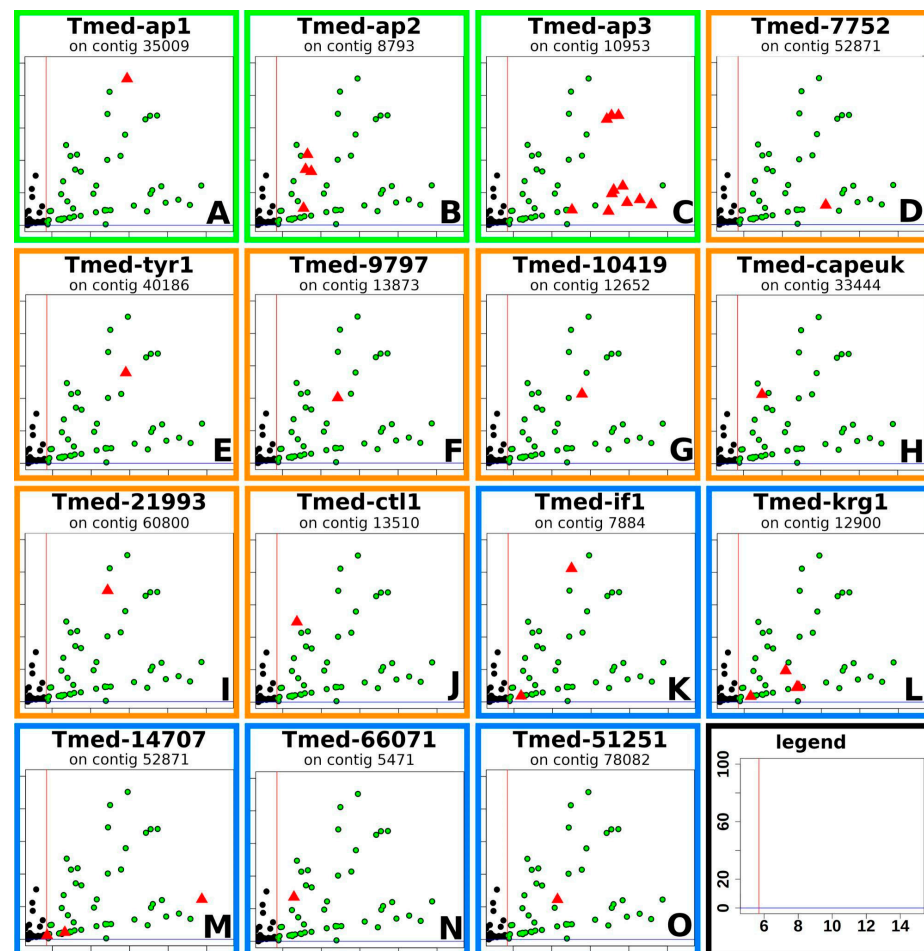 Tmed-ap1
on contig 35009
A
Tmed-ap2
on contig 8793
B
Tmed-ap3
on contig 10953
C
Tmed-7752
on contig 52871
D
Tmed-tyr1
on contig 40186
E
Tmed-9797
on contig 13873
F
Tmed-10419
on contig 12652
G
Tmed-capeuk
on contig 33444
H
Tmed-21993
on contig 60800
I
Tmed-ctl1
on contig 13510
J
Tmed-if1
on contig 7884
K
Tmed-krg1
on contig 12900
L
Tmed-14707
on contig 52871
M
Tmed-66071
on contig 5471
N
Tmed-51251
on contig 78082
O
legend
100
60
20
0
6 8 10 12 14